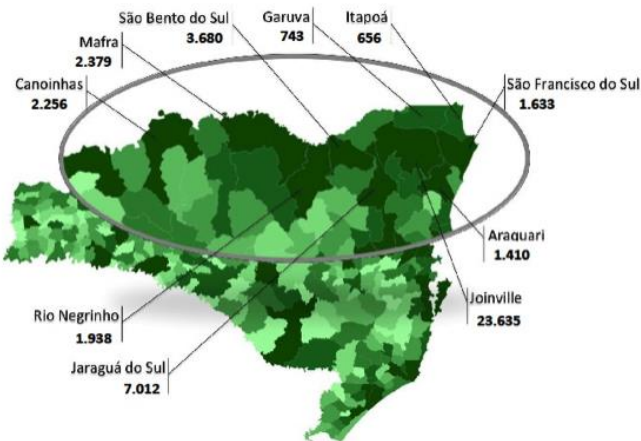 São Bento do Sul
3.680
Garuva
743
Itapoá
656
Mafra
2.379
Canoinhas
2.256
São Francisco do Sul
1.633
Araquari
1.410
Joinville
23.635
Rio Negrinho
1.938
Jaraguá do Sul
7.012